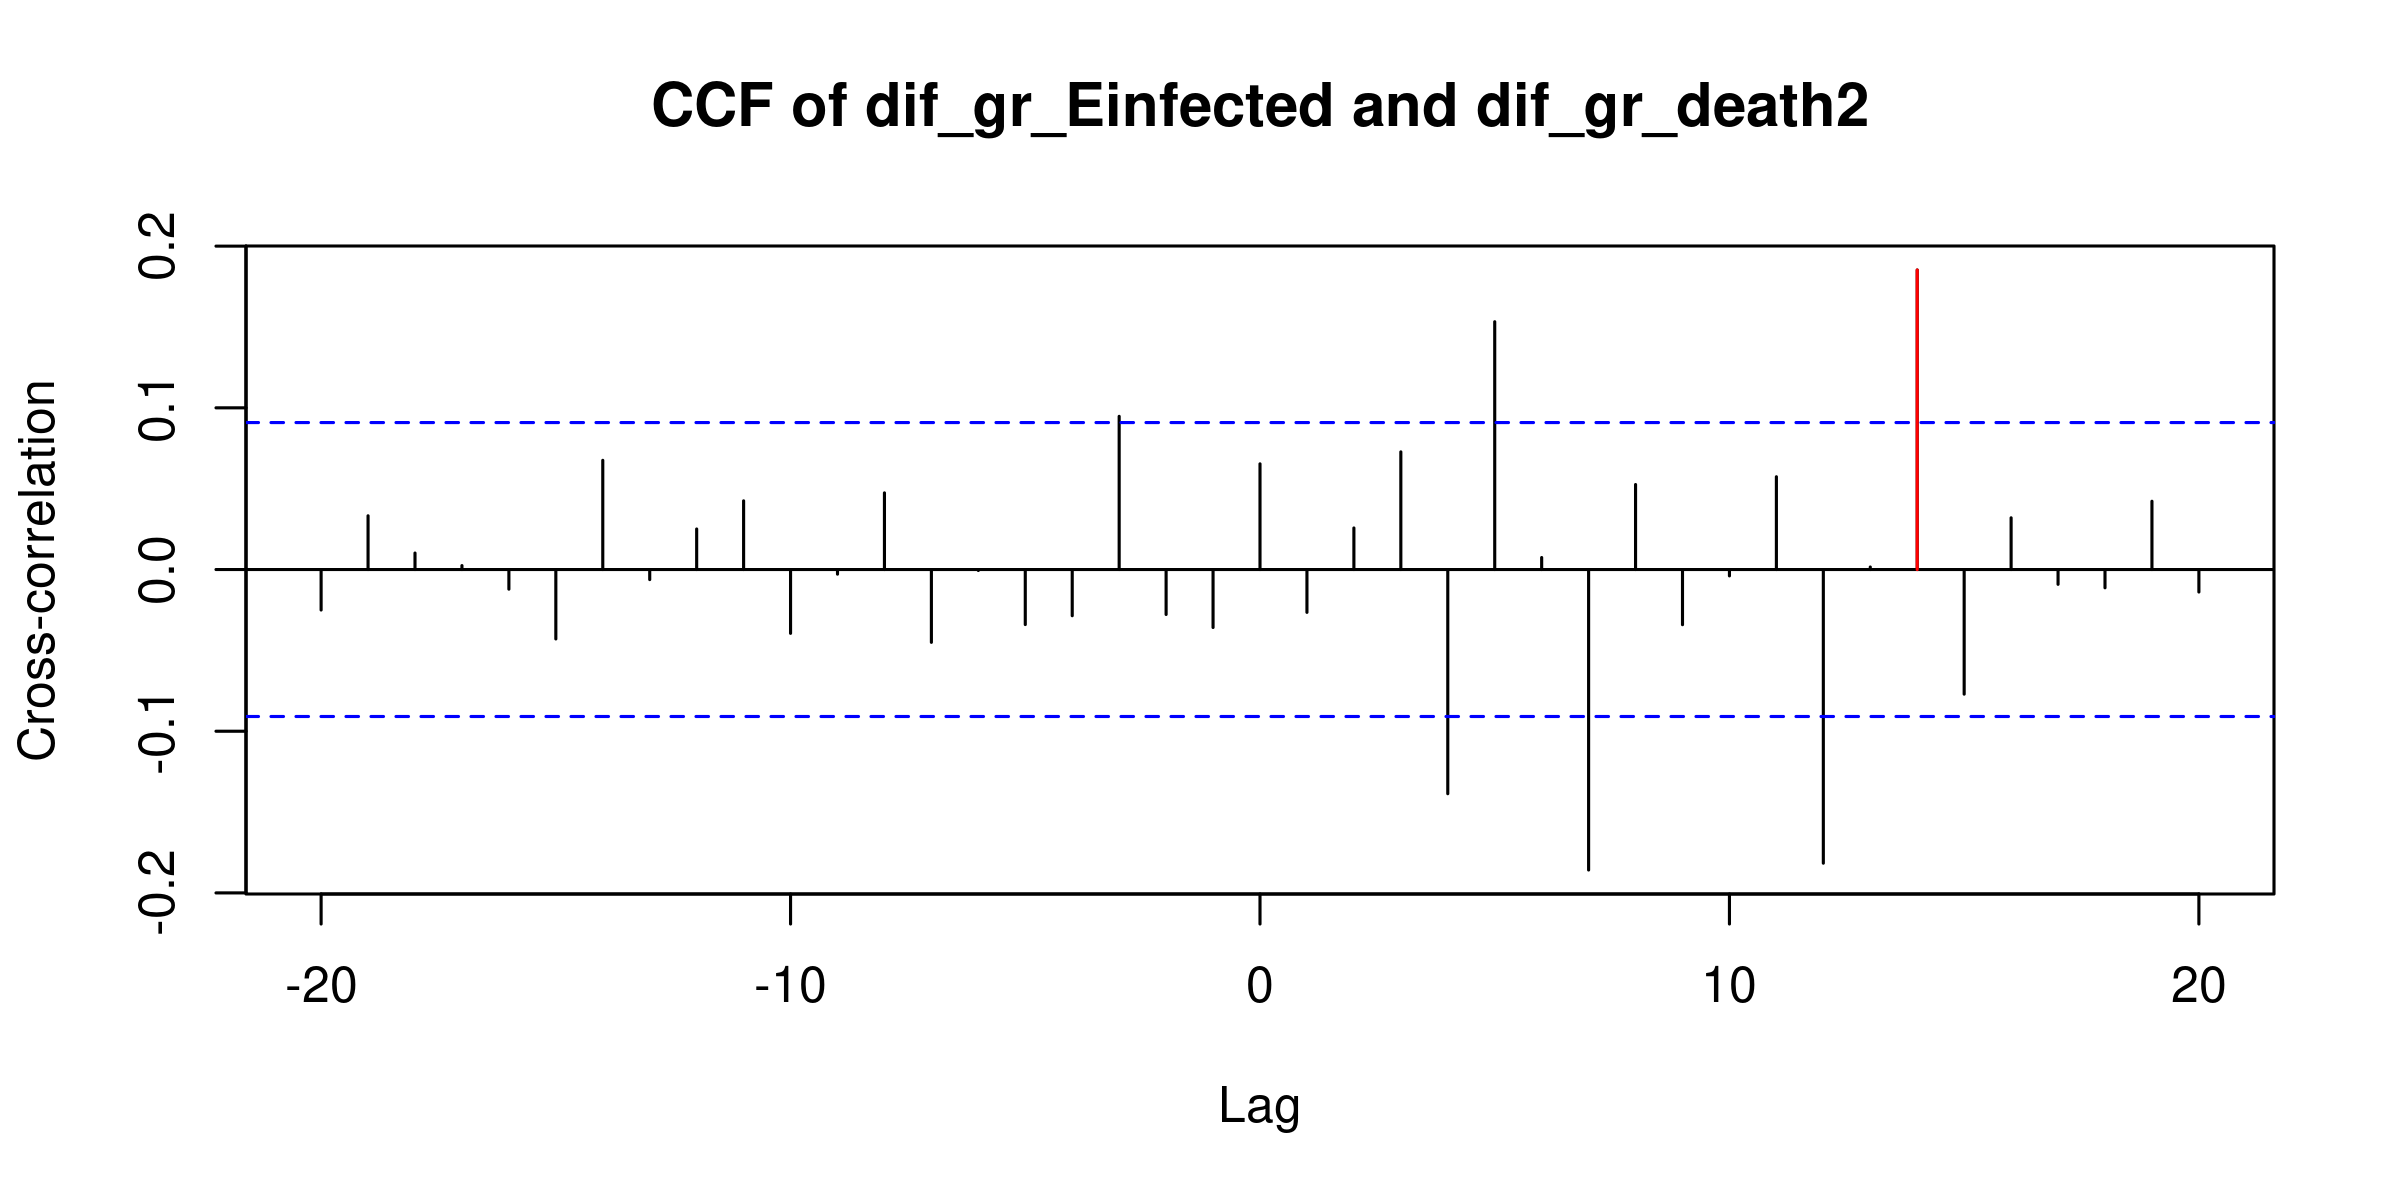 CCF of dif_gr_Einfected and dif_gr_death2
Cross-correlation
0.2
0.1
0.0
-0.1
-0.2
-20 -10 0 10 20
Lag